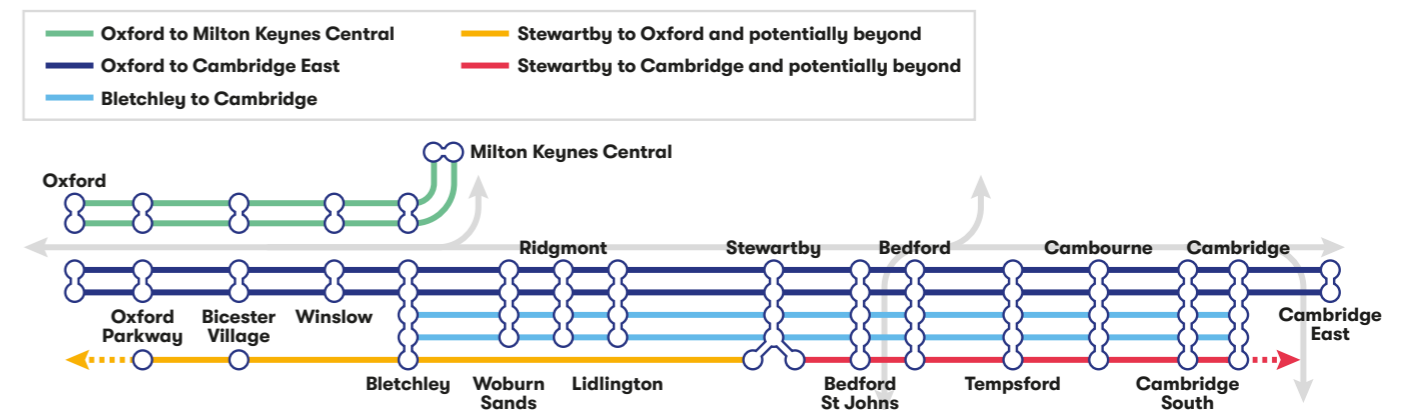 Oxford to Milton Keynes Central
Oxford to Cambridge East
Bletchley to Cambridge
Stewartby to Oxford and potentially beyond
Stewartby to Cambridge and potentially beyond
Milton Keynes Central
Oxford
Ridgmont
Stewartby
Bedford
Cambourne
Cambridge
Oxford
Parkway
Bicester
Village
Winslow
Cambridge
East
Bletchley
Woburn
Sands
Lidlington
Bedford
St Johns
Tempsford
Cambridge
South